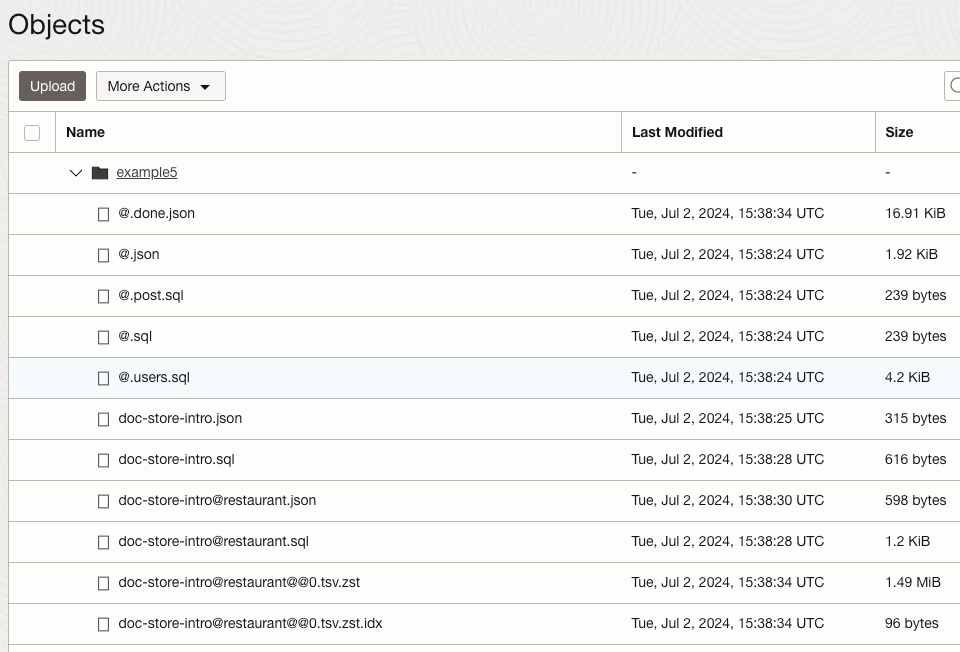 Objects
Upload More Actions
Name Last Modified Size
example5 - -
@.done.json Tue, Jul 2, 2024, 15:38:34 UTC 16.91 KiB
@.json Tue, Jul 2, 2024, 15:38:24 UTC 1.92 KiB
@.post.sql Tue, Jul 2, 2024, 15:38:24 UTC 239 bytes
@.sql Tue, Jul 2, 2024, 15:38:24 UTC 239 bytes
@.users.sql Tue, Jul 2, 2024, 15:38:24 UTC 4.2 KiB
doc-store-intro.json Tue, Jul 2, 2024, 15:38:25 UTC 315 bytes
doc-store-intro.sql Tue, Jul 2, 2024, 15:38:28 UTC 616 bytes
doc-store-intro@restaurant.json Tue, Jul 2, 2024, 15:38:30 UTC 598 bytes
doc-store-intro@restaurant.sql Tue, Jul 2, 2024, 15:38:28 UTC 1.2 KiB
doc-store-intro@restaurant@@0.tsv.zst Tue, Jul 2, 2024, 15:38:34 UTC 1.49 MiB
doc-store-intro@restaurant@@0.tsv.zst.idx Tue, Jul 2, 2024, 15:38:34 UTC 96 bytes